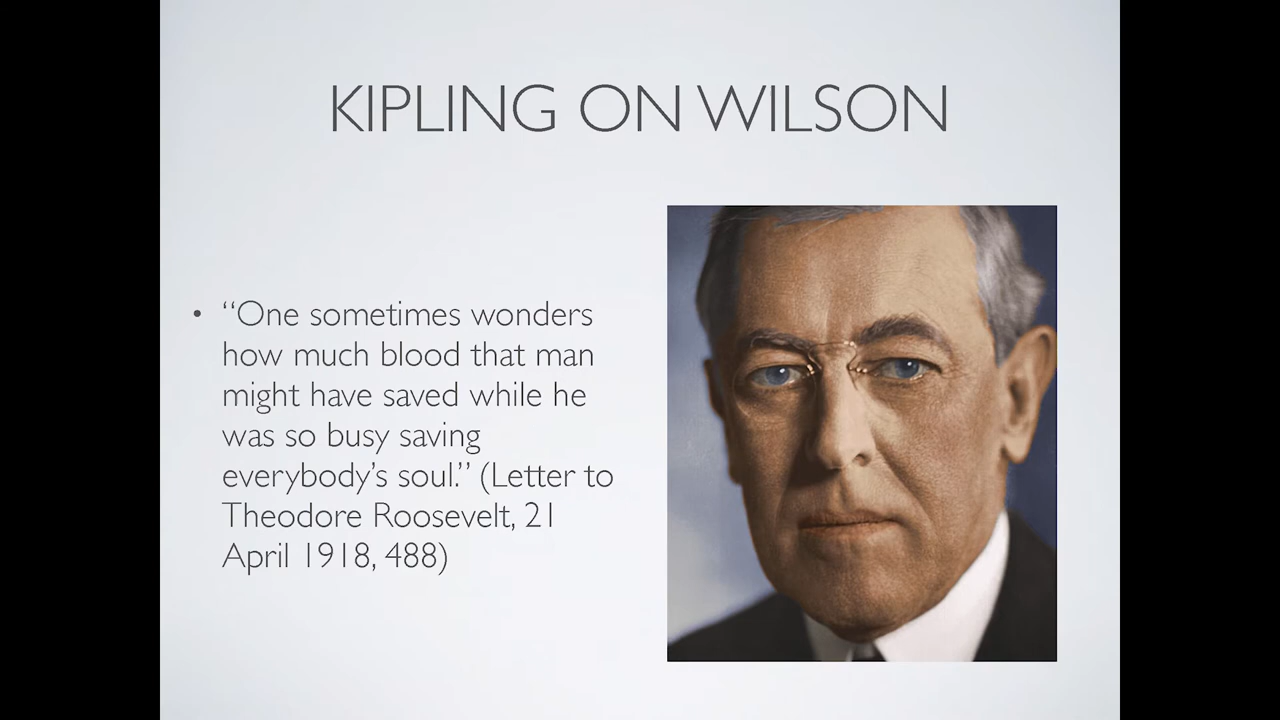 KIPLING ON WILSON
• “One sometimes wonders
how much blood that man
might have saved while he
was so busy saving
everybody’s soul.” (Letter to
Theodore Roosevelt, 21
April 1918, 488)